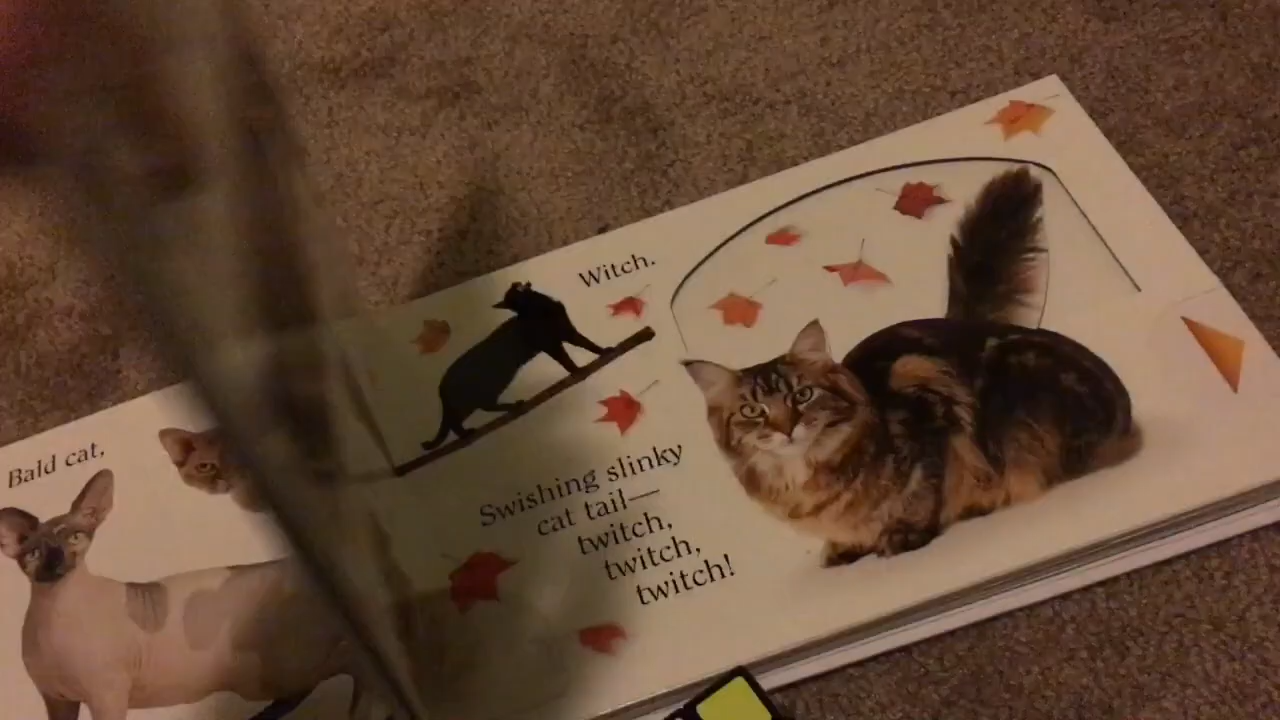 Bald cat,
Witch.
Swishing slinky
cat tail—
twitch,
twitch,
twitch!